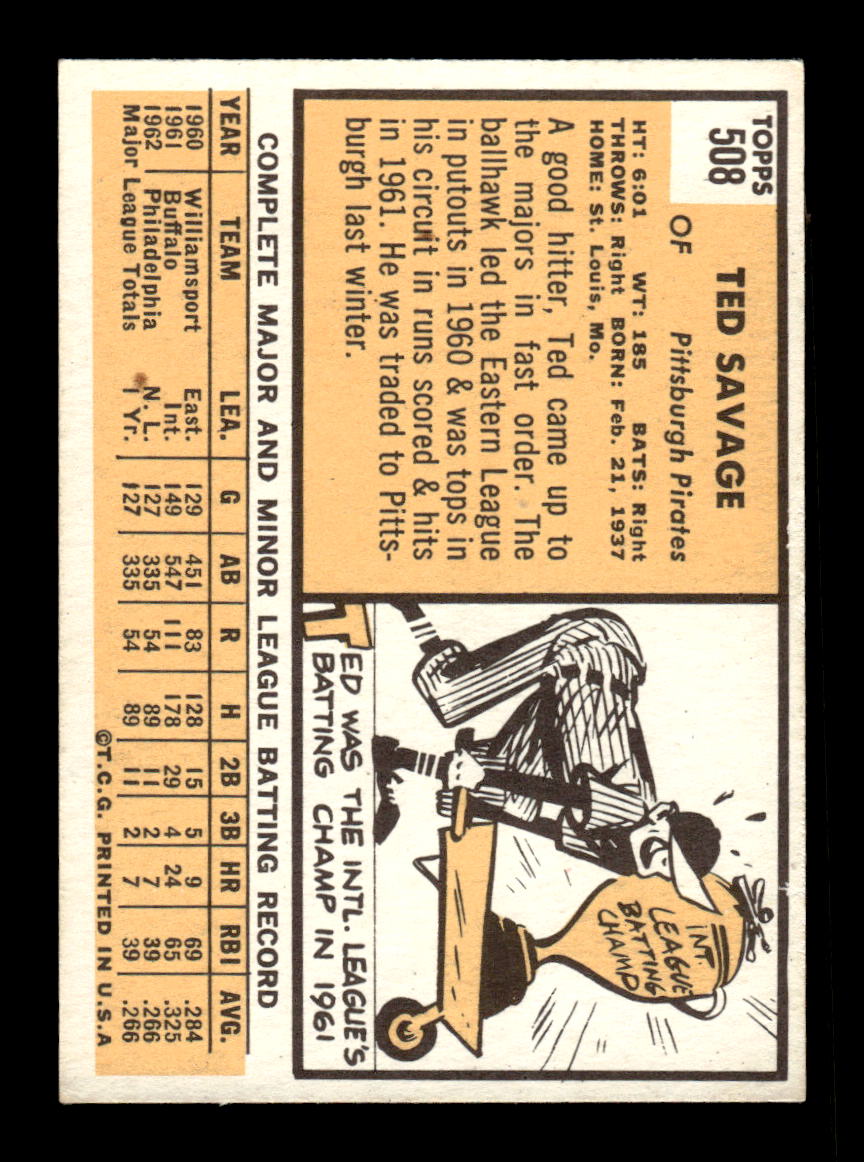 TOPPS
508
TED SAVAGE
OF Pittsburgh Pirates
HT: 6:01 WT: 185 BATS: Right
THROWS: Right BORN: Feb. 21, 1937
HOME: St. Louis, Mo.
A good hitter, Ted came up to
the majors in fast order. The
ballhawk led the Eastern League
in putouts in 1960 & was tops in
his circuit in runs scored & hits
in 1961. He was traded to Pitts-
burgh last winter.
INT.
LEAGUE
BATTING
CHAMP
TED WAS THE INTL. LEAGUE'S
BATTING CHAMP IN 1961
COMPLETE MAJOR AND MINOR LEAGUE BATTING RECORD
YEAR TEAM LEA. G AB R H 2B 3B HR RBI AVG.
1960 Williamsport East. 129 451 83 128 15 5 9 69 .284
1961 Buffalo Int. 149 547 111 178 29 4 24 65 .325
1962 Philadelphia N. L. 127 335 54 89 11 2 7 39 .266
Major League Totals 1 Yr. 127 335 54 89 11 2 7 39 .266
©T.C.G. PRINTED IN U.S.A